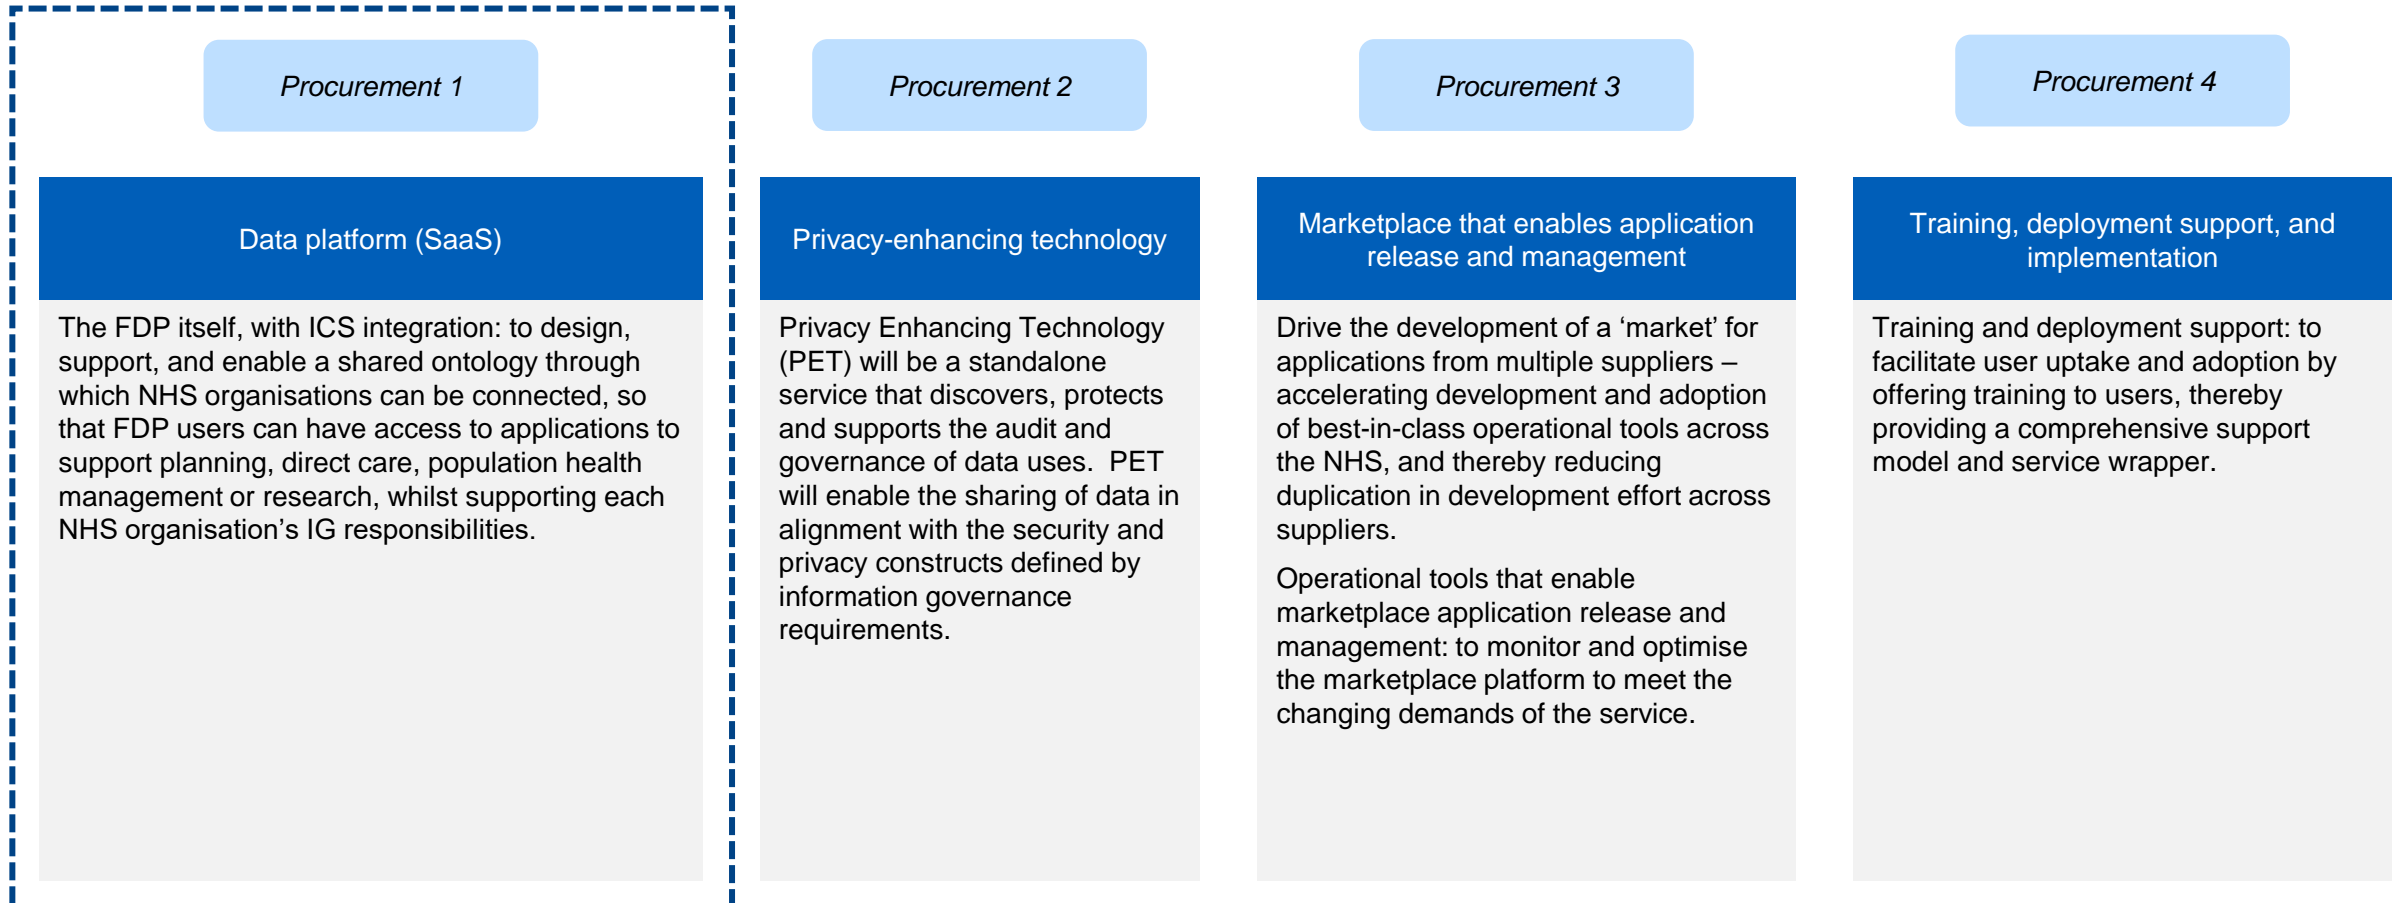 Procurement 1
Data platform (SaaS)
The FDP itself, with ICS integration: to design,
support, and enable a shared ontology through
which NHS organisations can be connected, so
that FDP users can have access to applications to
support planning, direct care, population health
management or research, whilst supporting each
NHS organisation’s IG responsibilities.
Procurement 2
Privacy-enhancing technology
Privacy Enhancing Technology
(PET) will be a standalone
service that discovers, protects
and supports the audit and
governance of data uses.  PET
will enable the sharing of data in
alignment with the security and
privacy constructs defined by
information governance
requirements.
Procurement 3
Marketplace that enables application
release and management
Drive the development of a ‘market’ for
applications from multiple suppliers –
accelerating development and adoption
of best-in-class operational tools across
the NHS, and thereby reducing
duplication in development effort across
suppliers.
Operational tools that enable
marketplace application release and
management: to monitor and optimise
the marketplace platform to meet the
changing demands of the service.
Procurement 4
Training, deployment support, and
implementation
Training and deployment support: to
facilitate user uptake and adoption by
offering training to users, thereby
providing a comprehensive support
model and service wrapper.